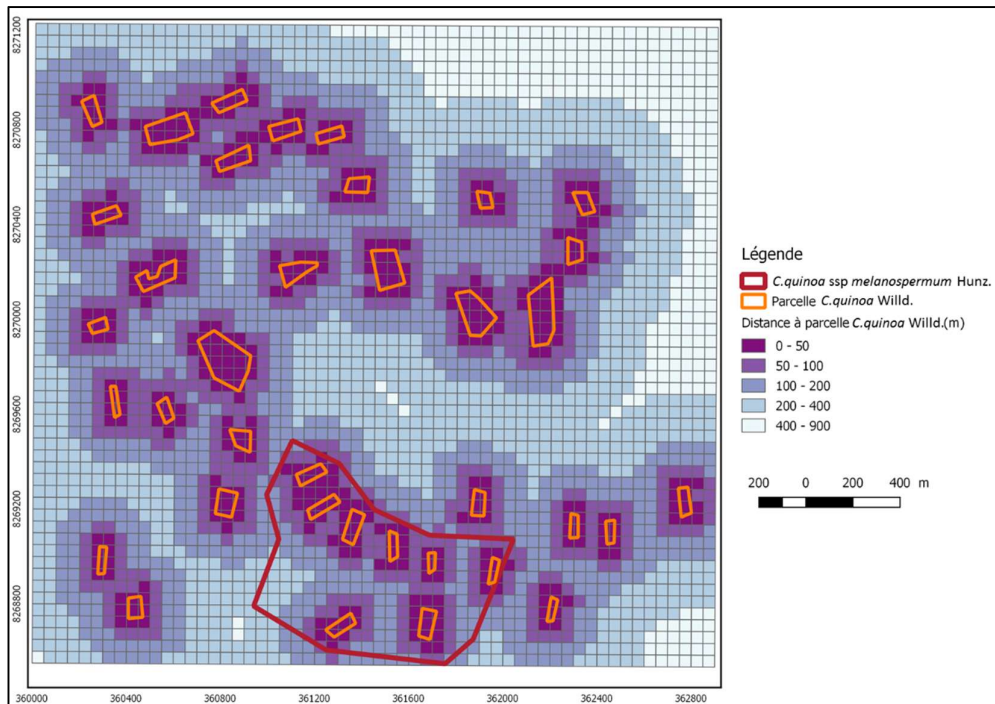 8271200
8270800
8270400
8270000
8269600
8269200
8268800
360000 360400 360800 361200 361600 362000 362400 362800
Légende
C.quinoa ssp melanospermum Hunz.
Parcelle C.quinoa Willd.
Distance à parcelle C.quinoa Willd.(m)
0 - 50
50 - 100
100 - 200
200 - 400
400 - 900
200 0 200 400 m